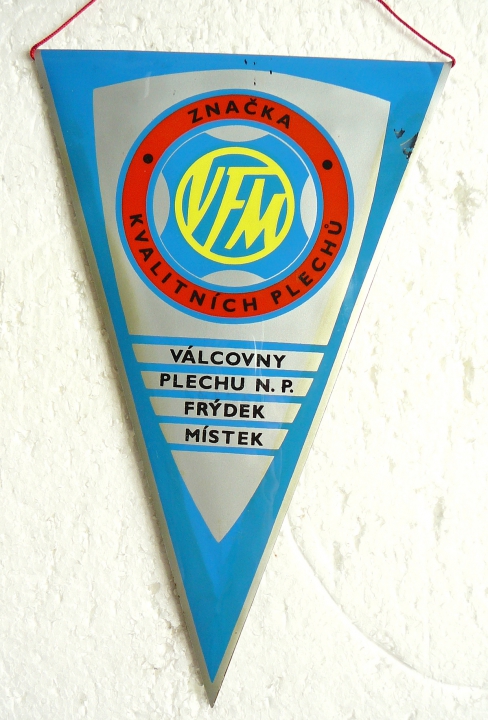 ZNAČKA
KVALITNÍCH PLECHŮ
VFM
VÁLCOVNY
PLECHU N. P.
FRÝDEK
MÍSTEK